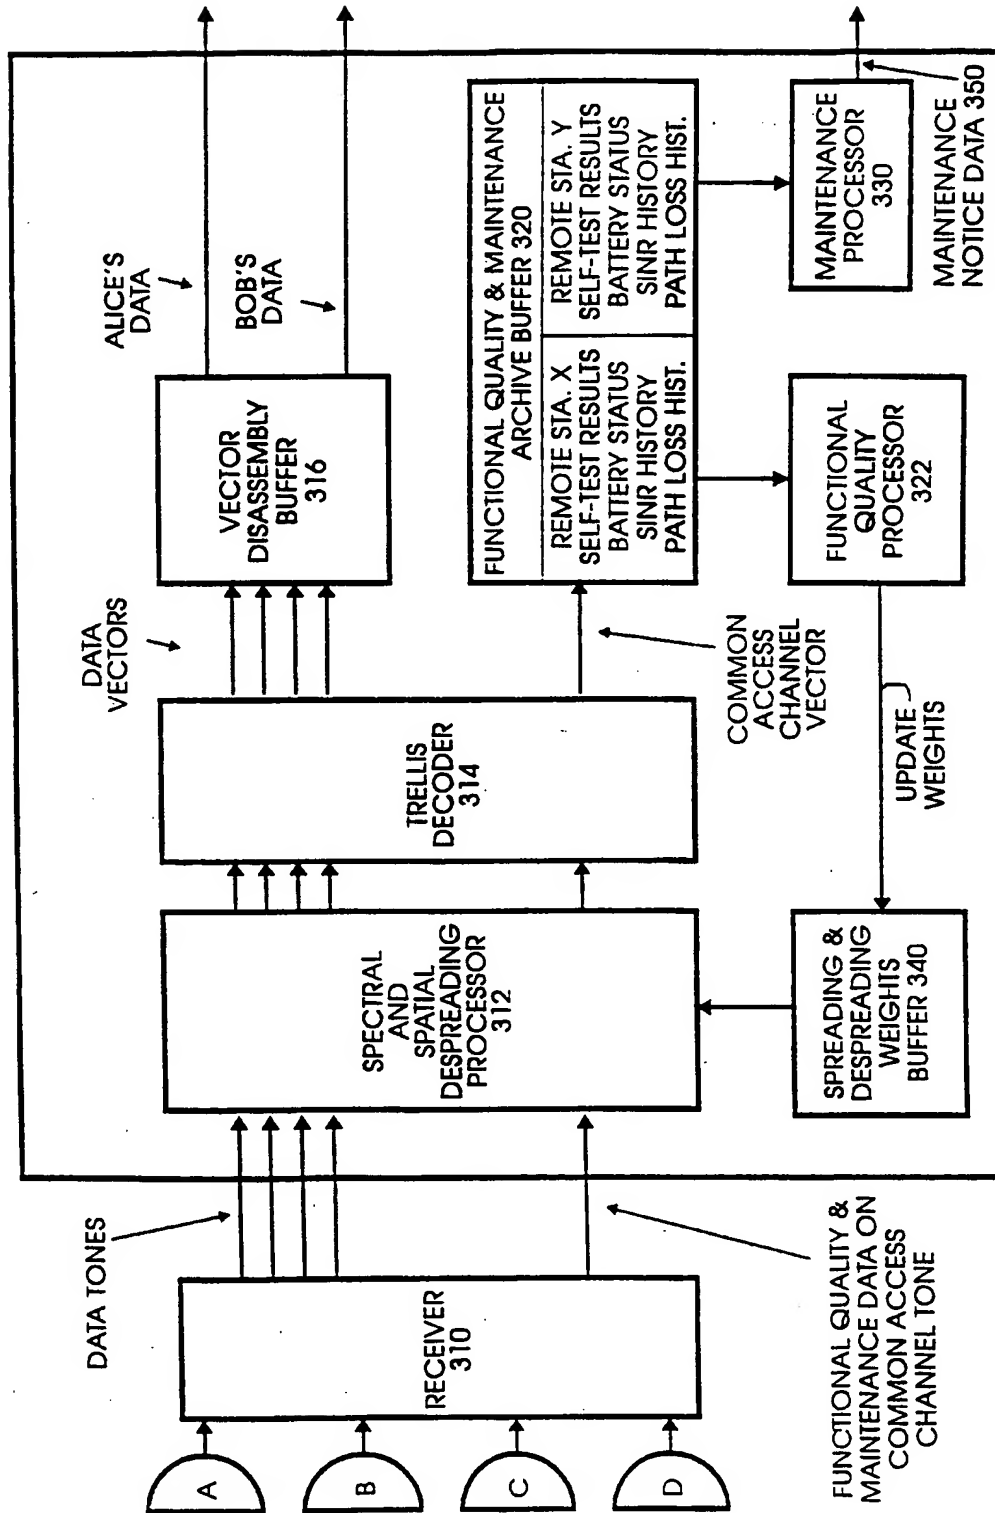 A
B
C
D
RECEIVER
310
DATA TONES
FUNCTIONAL QUALITY &
MAINTENANCE DATA ON
COMMON ACCESS
CHANNEL TONE
SPECTRAL
AND
SPATIAL
DESPREADING
PROCESSOR
312
SPREADING &
DESPREADING
WEIGHTS
BUFFER 340
TRELLIS
DECODER
314
UPDATE
WEIGHTS
DATA
VECTORS
COMMON
ACCESS
CHANNEL
VECTOR
VECTOR
DISASSEMBLY
BUFFER
316
ALICE'S
DATA
BOB'S
DATA
FUNCTIONAL QUALITY & MAINTENANCE
ARCHIVE BUFFER 320
REMOTE STA. X
SELF-TEST RESULTS
BATTERY STATUS
SINR HISTORY
PATH LOSS HIST.
REMOTE STA. Y
SELF-TEST RESULTS
BATTERY STATUS
SINR HISTORY
PATH LOSS HIST.
FUNCTIONAL
QUALITY
PROCESSOR
322
MAINTENANCE
PROCESSOR
330
MAINTENANCE
NOTICE DATA 350